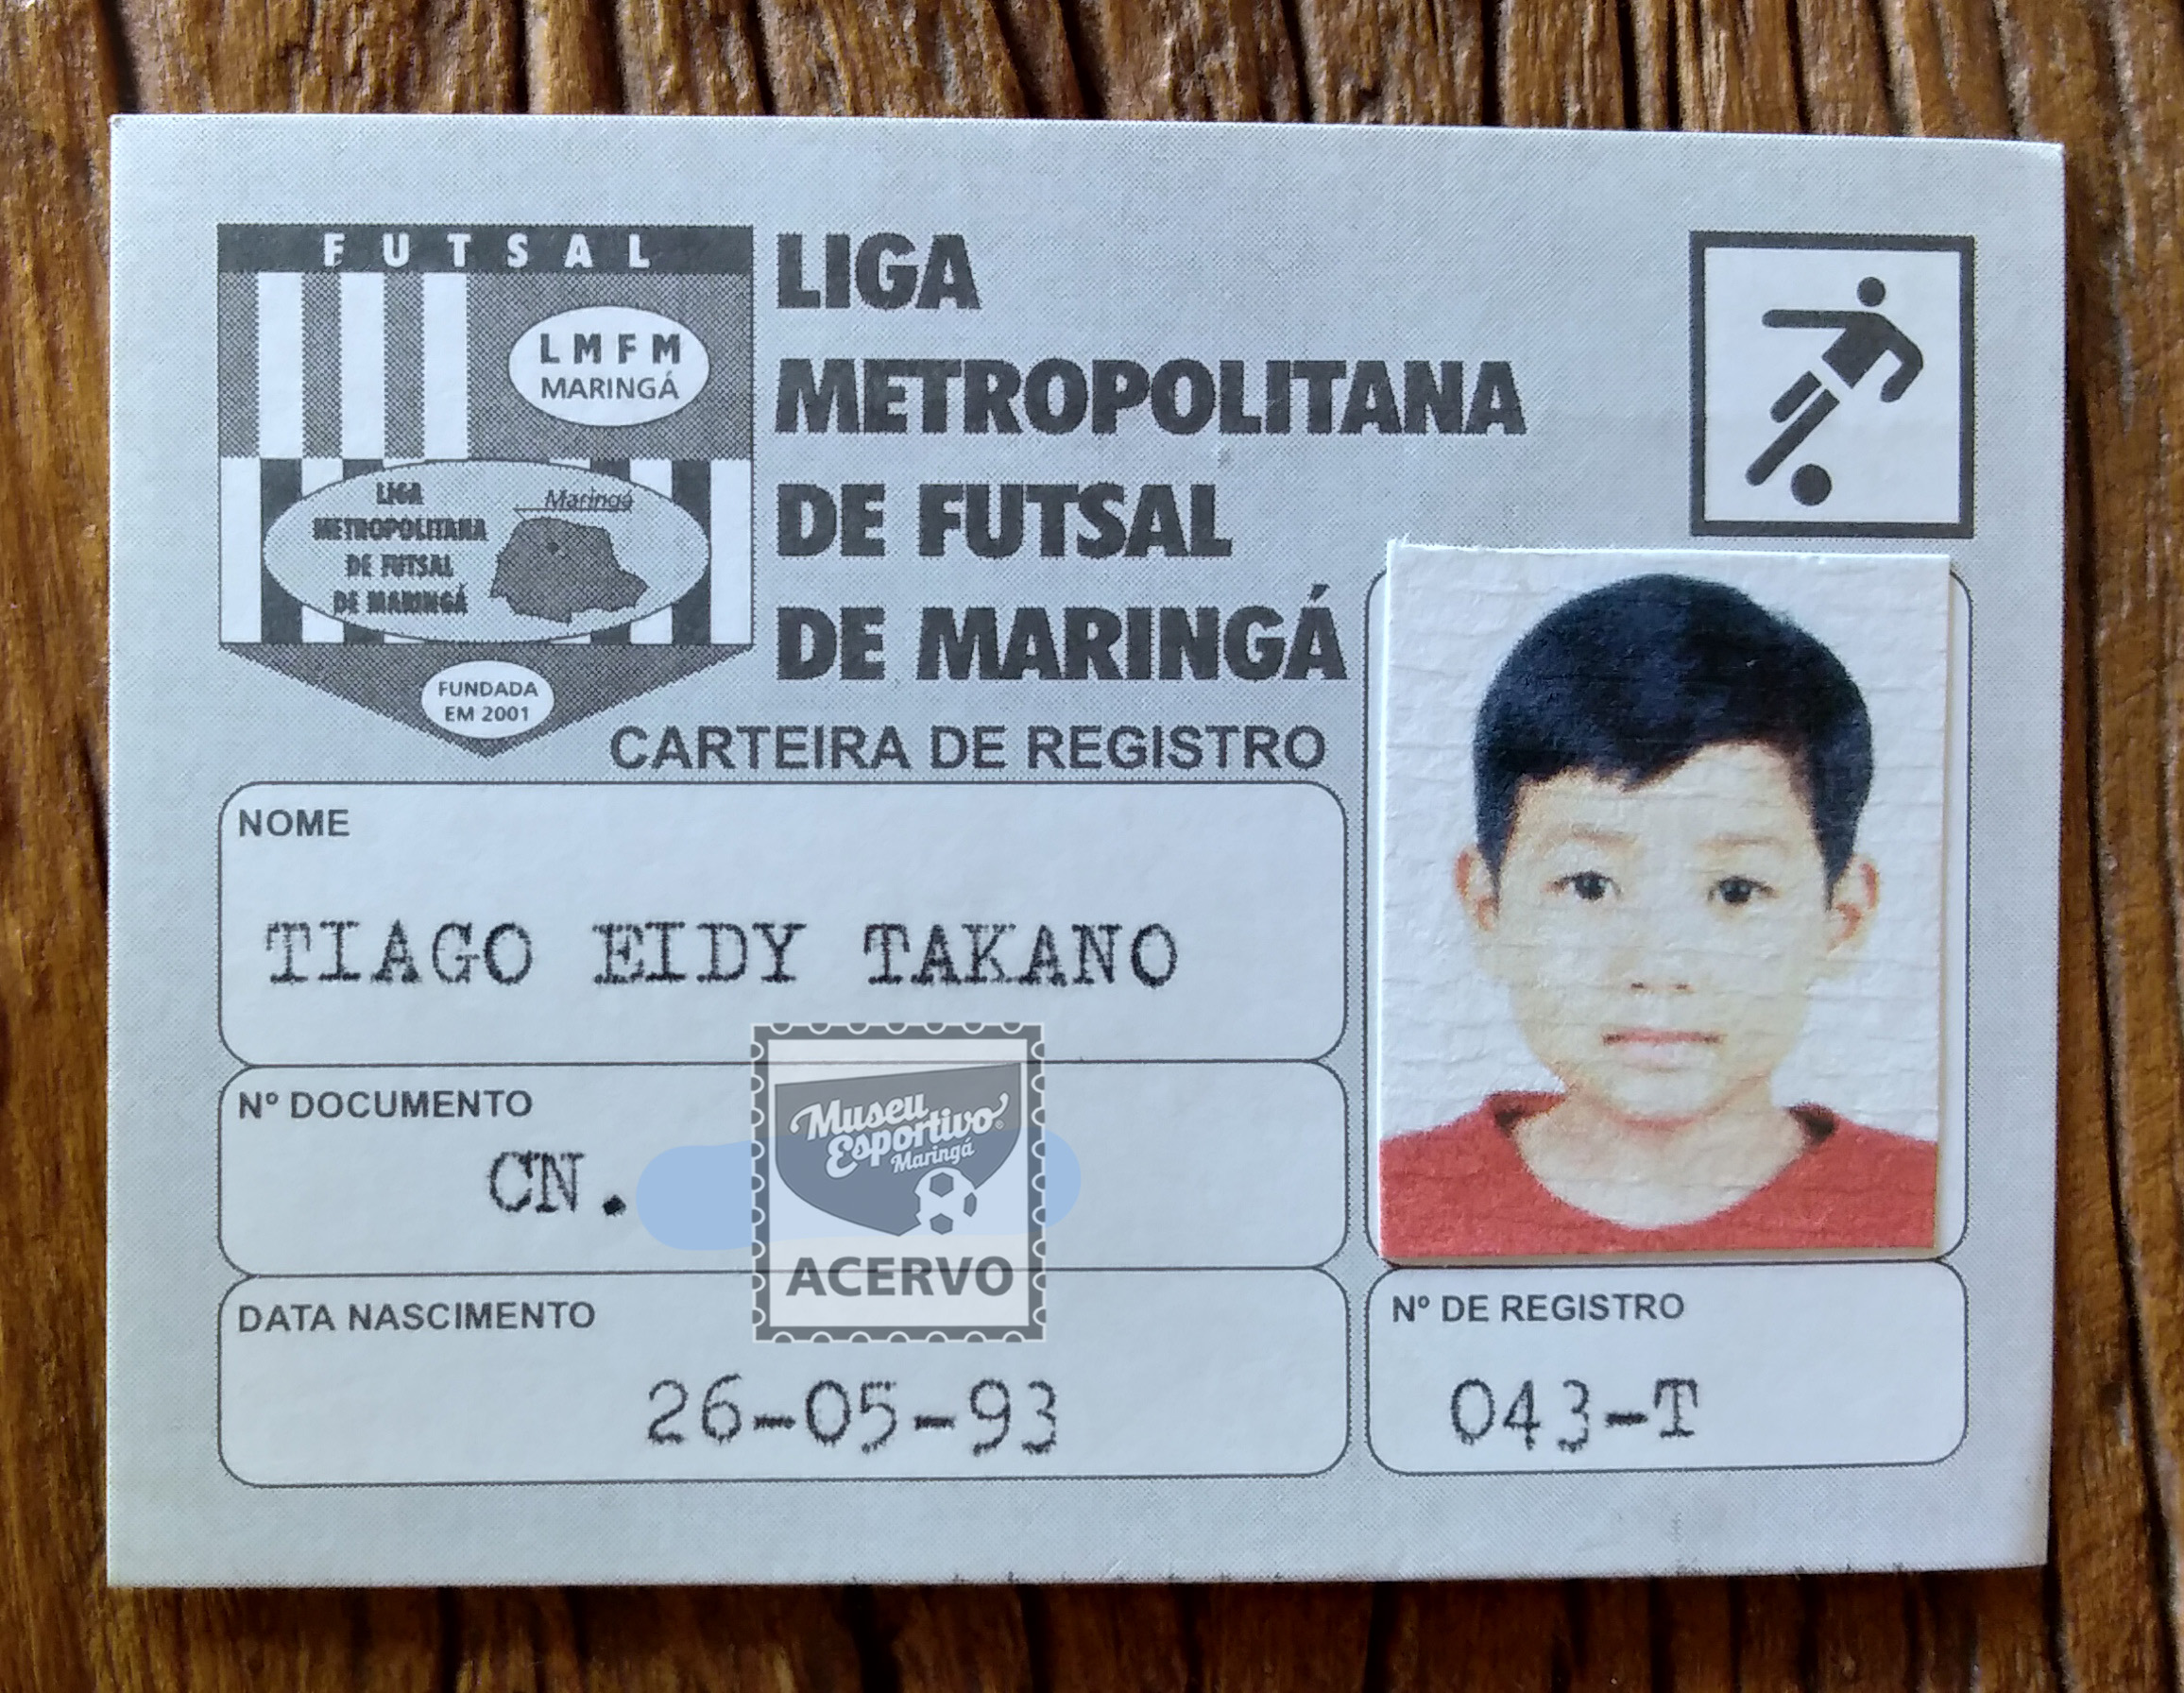 FUTSAL
LMFM
MARINGÁ
LIGA
METROPOLITANA
DE FUTSAL
DE MARINGÁ
Maringá
FUNDADA
EM 2001
LIGA
METROPOLITANA
DE FUTSAL
DE MARINGÁ
CARTEIRA DE REGISTRO
NOME
TIAGO EIDY TAKANO
Nº DOCUMENTO
CN.
Museu
Esportivo
Maringá
ACERVO
DATA NASCIMENTO
26-05-93
Nº DE REGISTRO
043-T